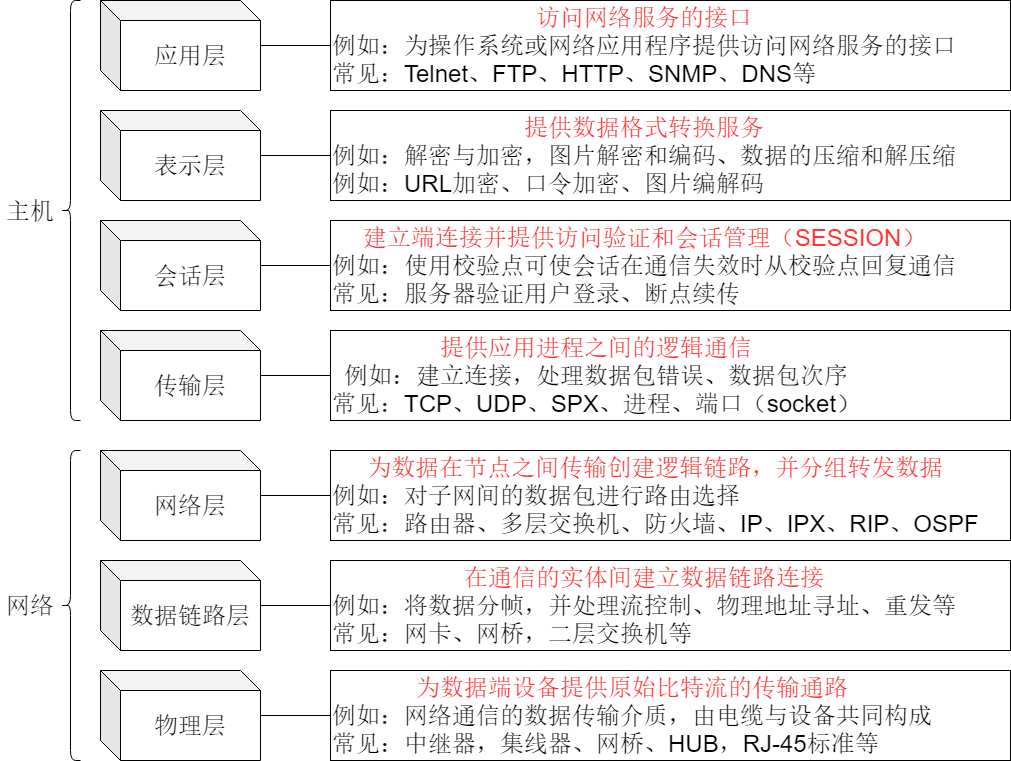 应用层
访问网络服务的接口
例如：为操作系统或网络应用程序提供访问网络服务的接口
常见：Telnet、FTP、HTTP、SNMP、DNS等
表示层
提供数据格式转换服务
例如：解密与加密，图片解密和编码、数据的压缩和解压缩
例如：URL加密、口令加密、图片编解码
主机
会话层
建立端连接并提供访问验证和会话管理（SESSION）
例如：使用校验点可使会话在通信失效时从校验点回复通信
常见：服务器验证用户登录、断点续传
传输层
提供应用进程之间的逻辑通信
例如：建立连接，处理数据包错误、数据包次序
常见：TCP、UDP、SPX、进程、端口（socket）
网络层
为数据在节点之间传输创建逻辑链路，并分组转发数据
例如：对子网间的数据包进行路由选择
常见：路由器、多层交换机、防火墙、IP、IPX、RIP、OSPF
网络
数据链路层
在通信的实体间建立数据链路连接
例如：将数据分帧，并处理流控制、物理地址寻址、重发等
常见：网卡、网桥，二层交换机等
物理层
为数据端设备提供原始比特流的传输通路
例如：网络通信的数据传输介质，由电缆与设备共同构成
常见：中继器，集线器、网桥、HUB，RJ-45标准等